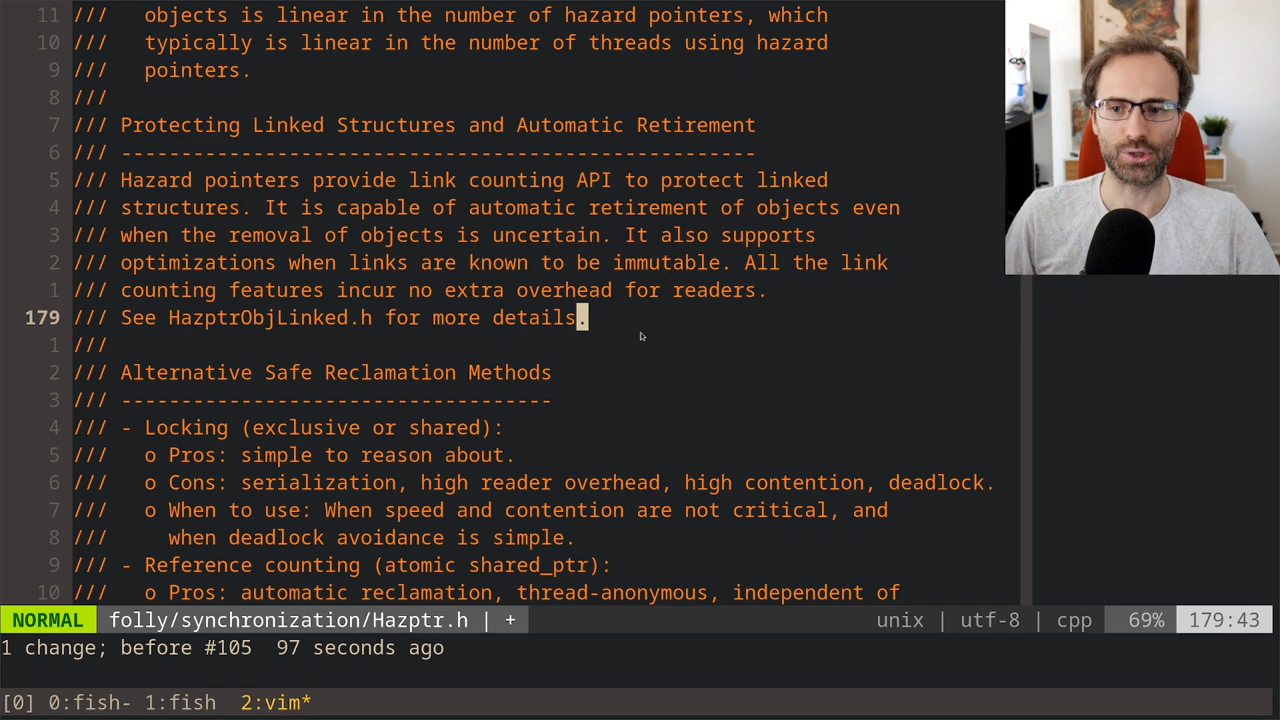 11 ///   objects is linear in the number of hazard pointers, which
10 ///   typically is linear in the number of threads using hazard
9 ///   pointers.
8 ///
7 /// Protecting Linked Structures and Automatic Retirement
6 /// -----------------------------------------------------
5 /// Hazard pointers provide link counting API to protect linked
4 /// structures. It is capable of automatic retirement of objects even
3 /// when the removal of objects is uncertain. It also supports
2 /// optimizations when links are known to be immutable. All the link
1 /// counting features incur no extra overhead for readers.
179 /// See HazptrObjLinked.h for more details.
1 ///
2 /// Alternative Safe Reclamation Methods
3 /// ------------------------------------
4 /// - Locking (exclusive or shared):
5 ///   o Pros: simple to reason about.
6 ///   o Cons: serialization, high reader overhead, high contention, deadlock.
7 ///   o When to use: When speed and contention are not critical, and
8 ///     when deadlock avoidance is simple.
9 /// - Reference counting (atomic shared_ptr):
10 ///   o Pros: automatic reclamation, thread-anonymous, independent of
NORMAL folly/synchronization/Hazptr.h | + unix | utf-8 | cpp 69% 179:43
1 change; before #105  97 seconds ago
[0] 0:fish- 1:fish  2:vim*